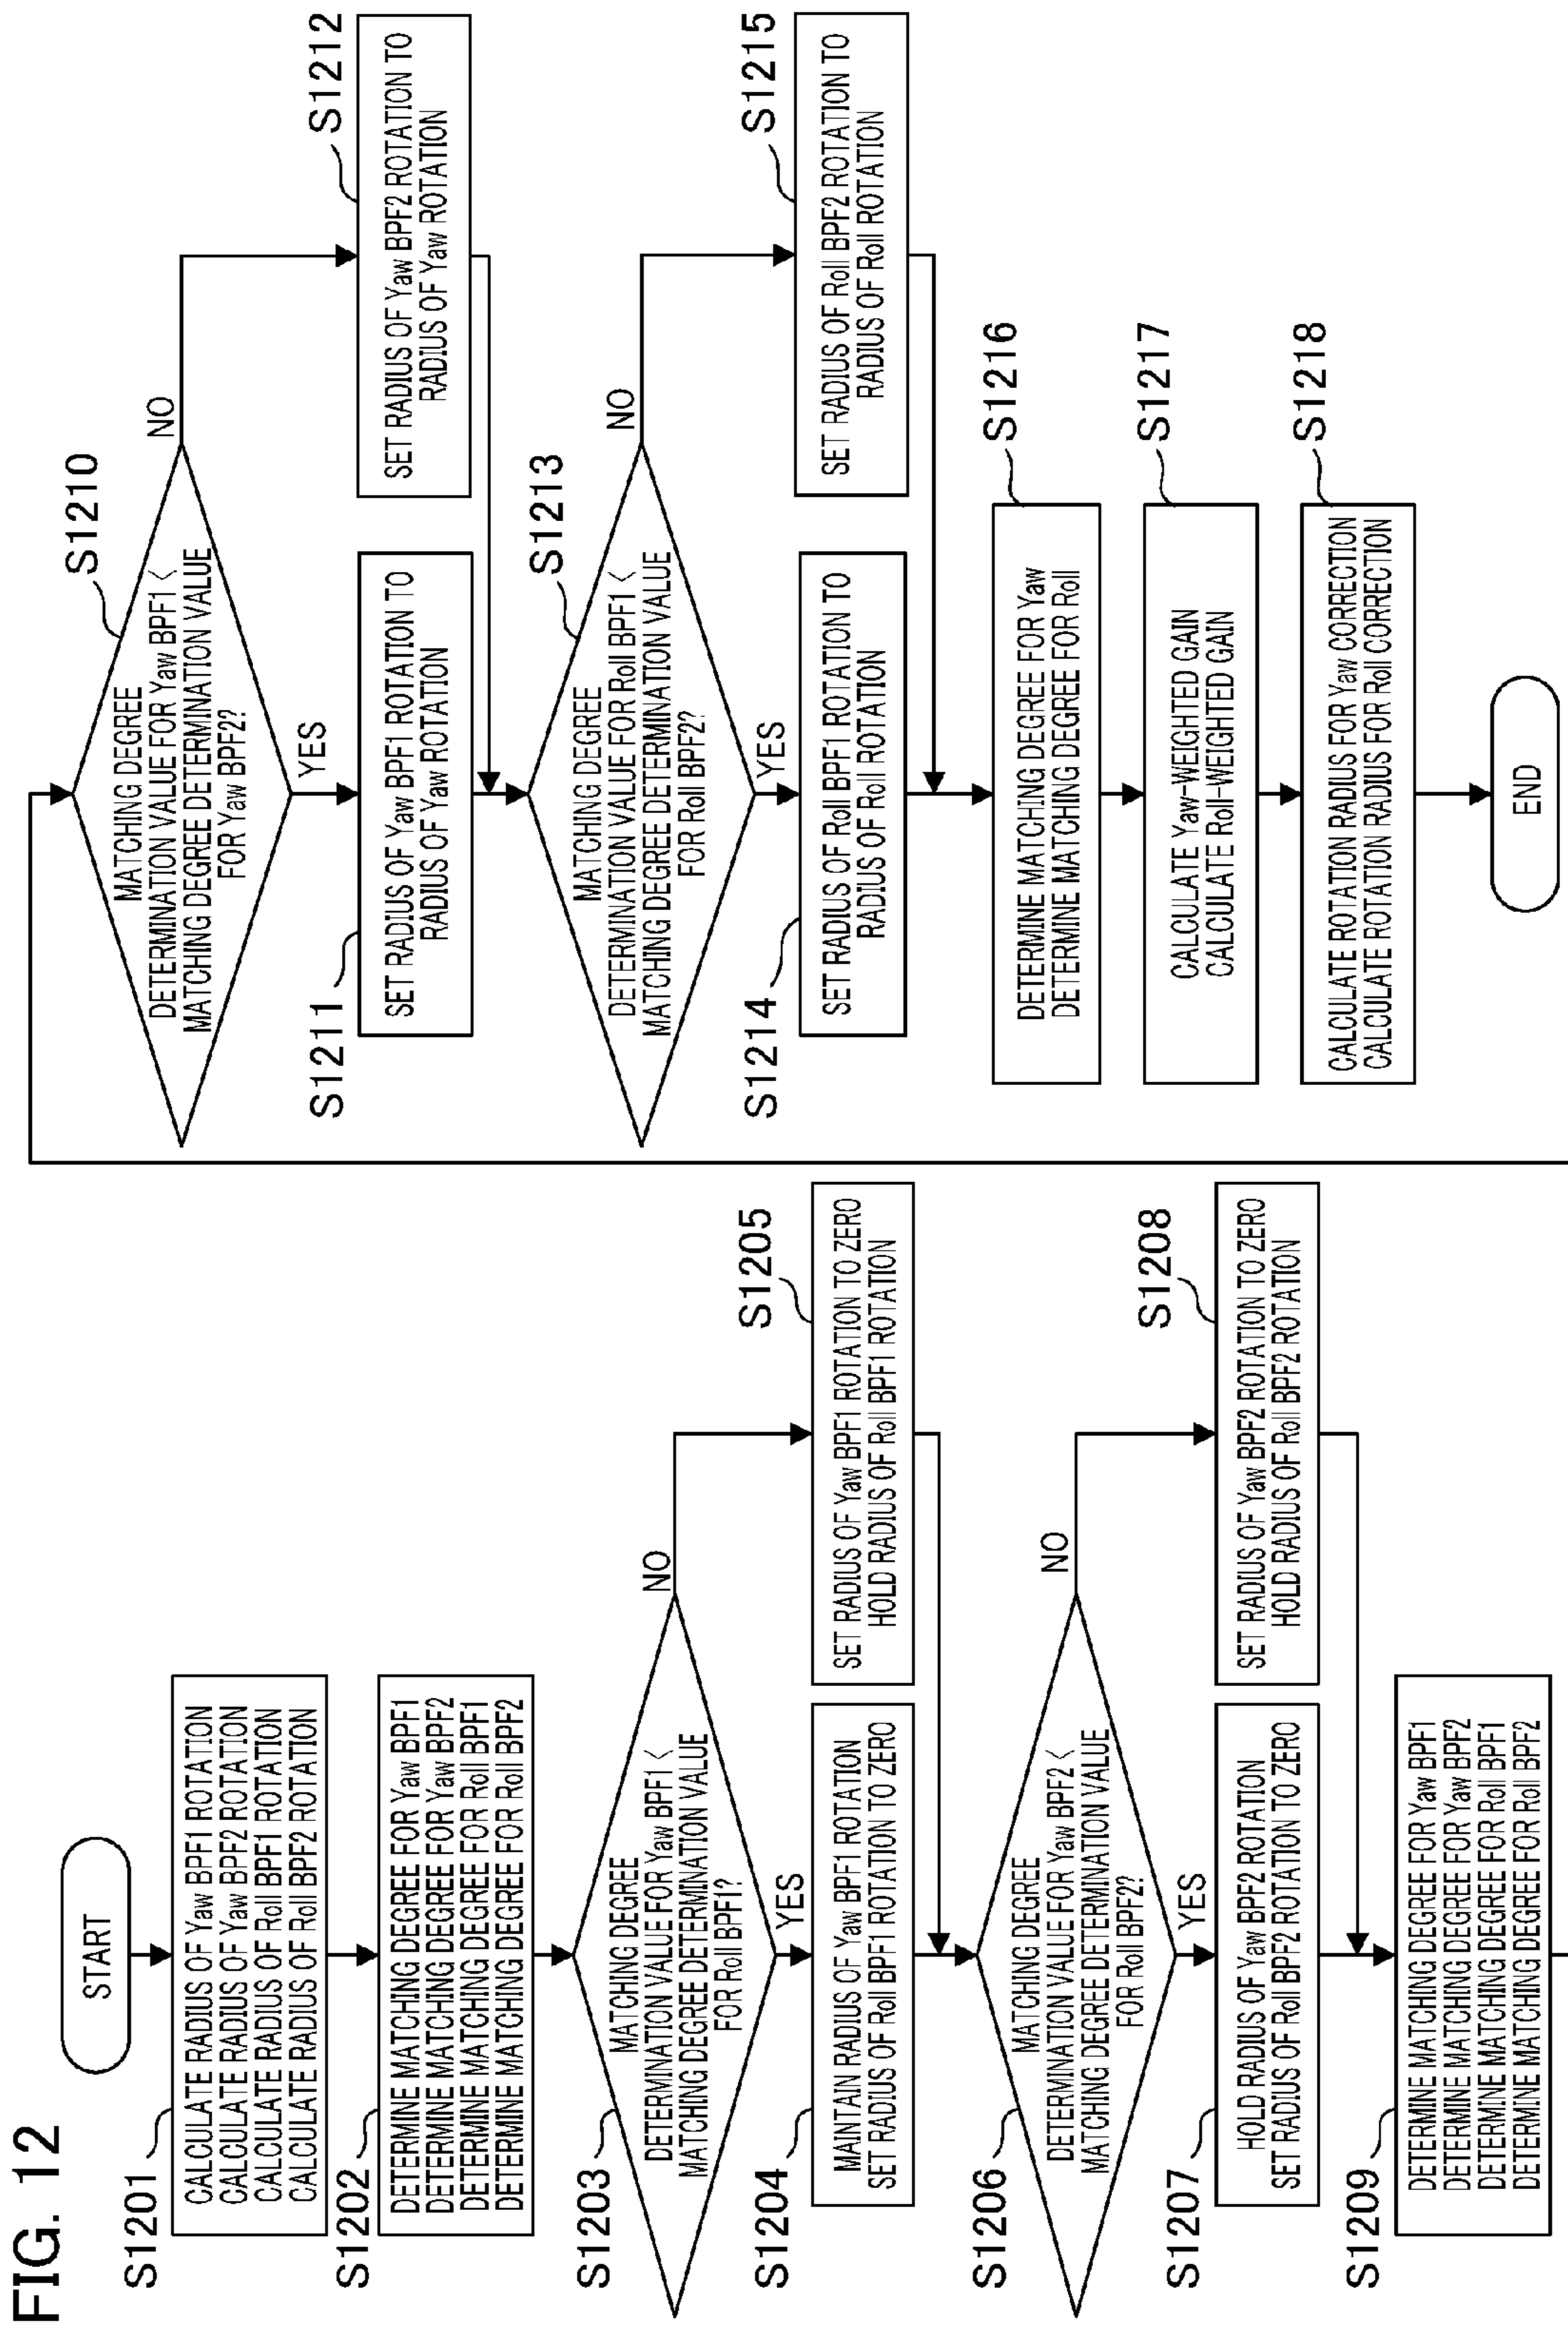 FIG. 12
START
S1201
CALCULATE RADIUS OF Yaw BPF1 ROTATION
CALCULATE RADIUS OF Yaw BPF2 ROTATION
CALCULATE RADIUS OF Roll BPF1 ROTATION
CALCULATE RADIUS OF Roll BPF2 ROTATION
S1202
DETERMINE MATCHING DEGREE FOR Yaw BPF1
DETERMINE MATCHING DEGREE FOR Yaw BPF2
DETERMINE MATCHING DEGREE FOR Roll BPF1
DETERMINE MATCHING DEGREE FOR Roll BPF2
S1203
MATCHING DEGREE
DETERMINATION VALUE FOR Yaw BPF1 <
MATCHING DEGREE DETERMINATION VALUE
FOR Roll BPF1?
NO
YES
S1204
MAINTAIN RADIUS OF Yaw BPF1 ROTATION
SET RADIUS OF Roll BPF1 ROTATION TO ZERO
S1205
SET RADIUS OF Yaw BPF1 ROTATION TO ZERO
HOLD RADIUS OF Roll BPF1 ROTATION
S1206
MATCHING DEGREE
DETERMINATION VALUE FOR Yaw BPF2 <
MATCHING DEGREE DETERMINATION VALUE
FOR Roll BPF2?
NO
YES
S1207
HOLD RADIUS OF Yaw BPF2 ROTATION
SET RADIUS OF Roll BPF2 ROTATION TO ZERO
S1208
SET RADIUS OF Yaw BPF2 ROTATION TO ZERO
HOLD RADIUS OF Roll BPF2 ROTATION
S1209
DETERMINE MATCHING DEGREE FOR Yaw BPF1
DETERMINE MATCHING DEGREE FOR Yaw BPF2
DETERMINE MATCHING DEGREE FOR Roll BPF1
DETERMINE MATCHING DEGREE FOR Roll BPF2
S1210
MATCHING DEGREE
DETERMINATION VALUE FOR Yaw BPF1 <
MATCHING DEGREE DETERMINATION VALUE
FOR Yaw BPF2?
NO
YES
S1211
SET RADIUS OF Yaw BPF1 ROTATION TO
RADIUS OF Yaw ROTATION
S1212
SET RADIUS OF Yaw BPF2 ROTATION TO
RADIUS OF Yaw ROTATION
S1213
MATCHING DEGREE
DETERMINATION VALUE FOR Roll BPF1 <
MATCHING DEGREE DETERMINATION VALUE
FOR Roll BPF2?
NO
YES
S1214
SET RADIUS OF Roll BPF1 ROTATION TO
RADIUS OF Roll ROTATION
S1215
SET RADIUS OF Roll BPF2 ROTATION TO
RADIUS OF Roll ROTATION
S1216
DETERMINE MATCHING DEGREE FOR Yaw
DETERMINE MATCHING DEGREE FOR Roll
S1217
CALCULATE Yaw-WEIGHTED GAIN
CALCULATE Roll-WEIGHTED GAIN
S1218
CALCULATE ROTATION RADIUS FOR Yaw CORRECTION
CALCULATE ROTATION RADIUS FOR Roll CORRECTION
END